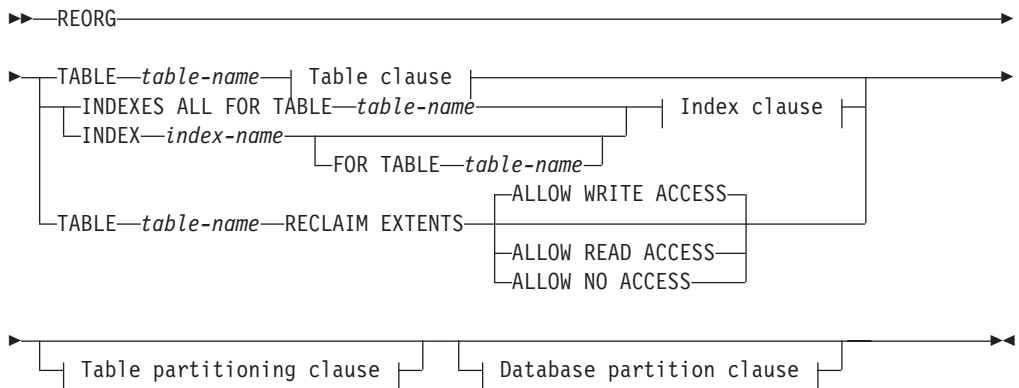 REORG
TABLE table-name Table clause
INDEXES ALL FOR TABLE table-name Index clause
INDEX index-name
FOR TABLE table-name
ALLOW WRITE ACCESS
TABLE table-name RECLAIM EXTENTS
ALLOW READ ACCESS
ALLOW NO ACCESS
Table partitioning clause Database partition clause